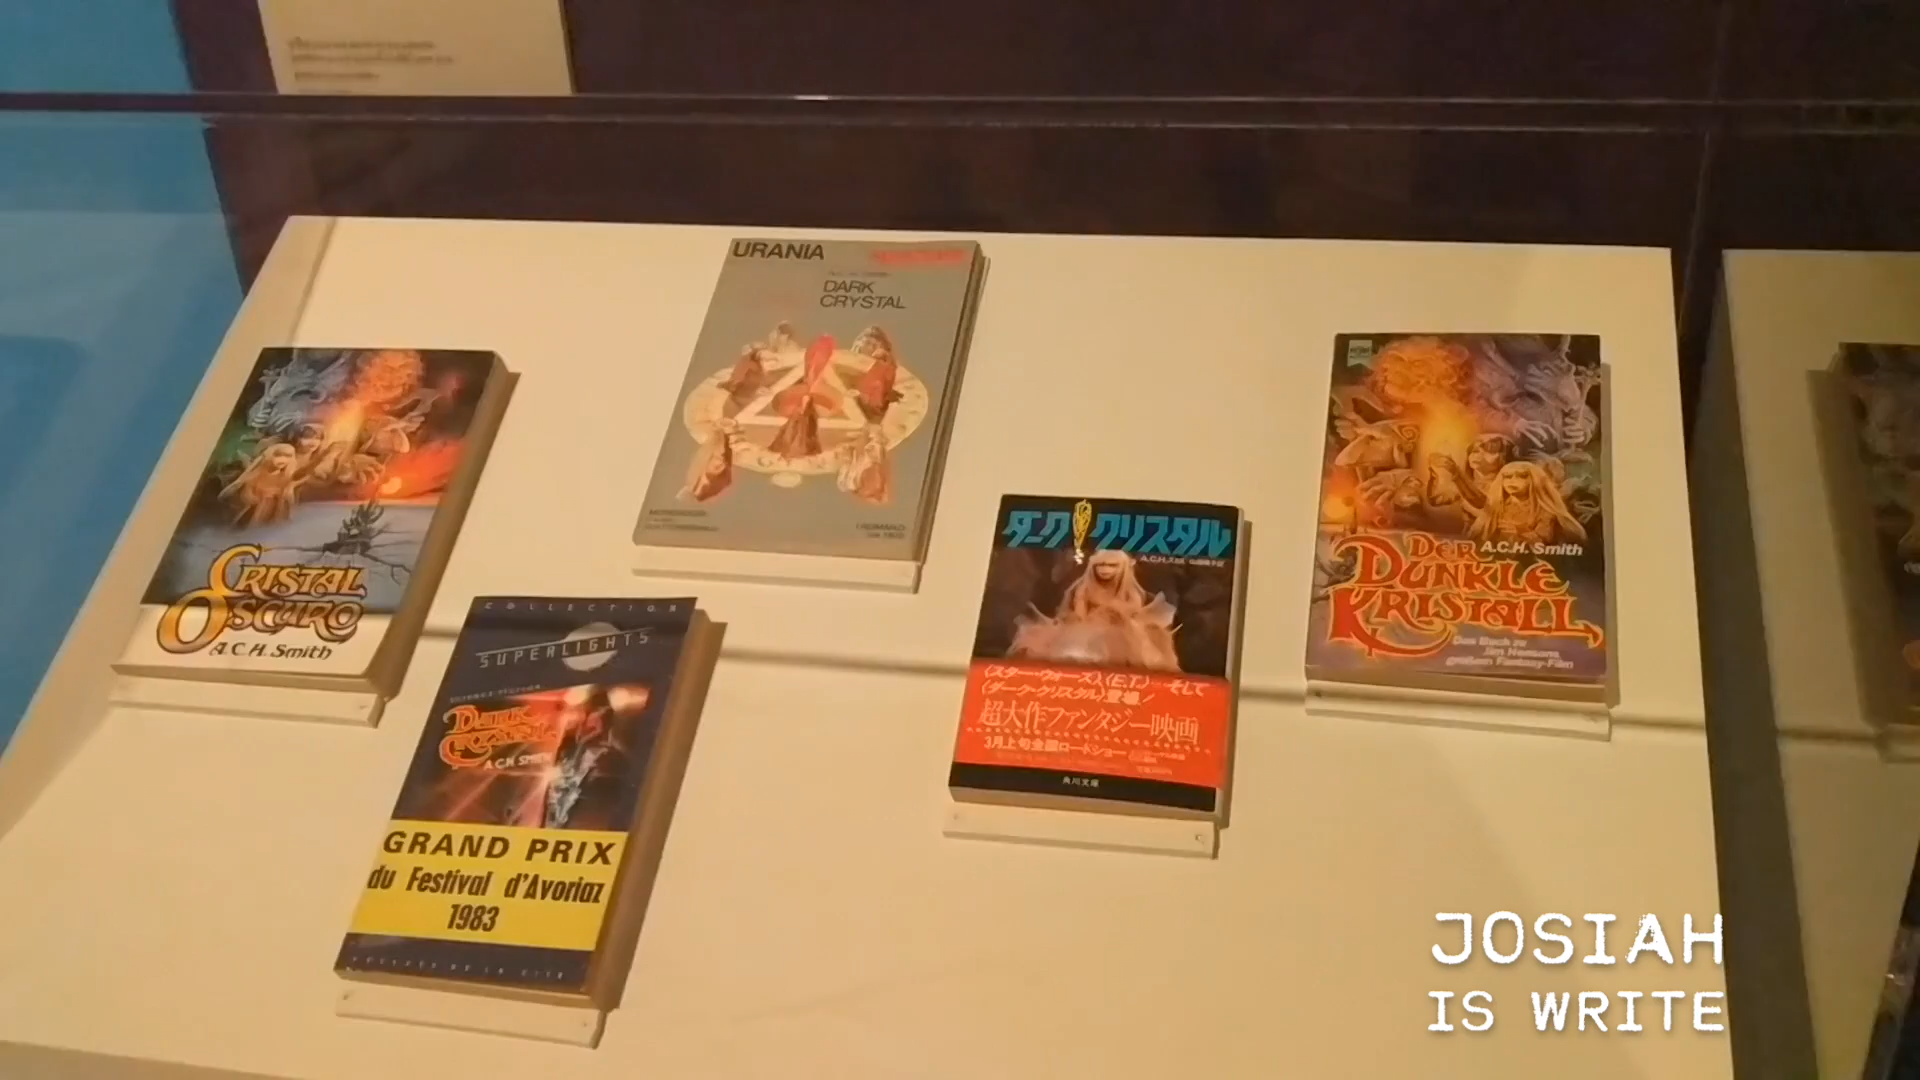 URANIA
DARK
CRYSTAL
CRISTAL
OSCURO
A.C.H. Smith
COLLECTION
SUPERLIGHTS
DARK
CRYSTAL
A.C.H. SMITH
GRAND PRIX
du Festival d'Avoriaz
1983
ダーククリスタル
A.C.H.スミス
〈スター・ウォーズ〉、〈E.T.〉…そして
〈ダーク・クリスタル〉登場!
超大作ファンタジー映画
3月上旬全国ロードショー
角川文庫
A.C.H. Smith
DER
DUNKLE
KRISTALL
Das Buch zu
Jim Hensons
großem Fantasy-Film
JOSIAH
IS WRITE